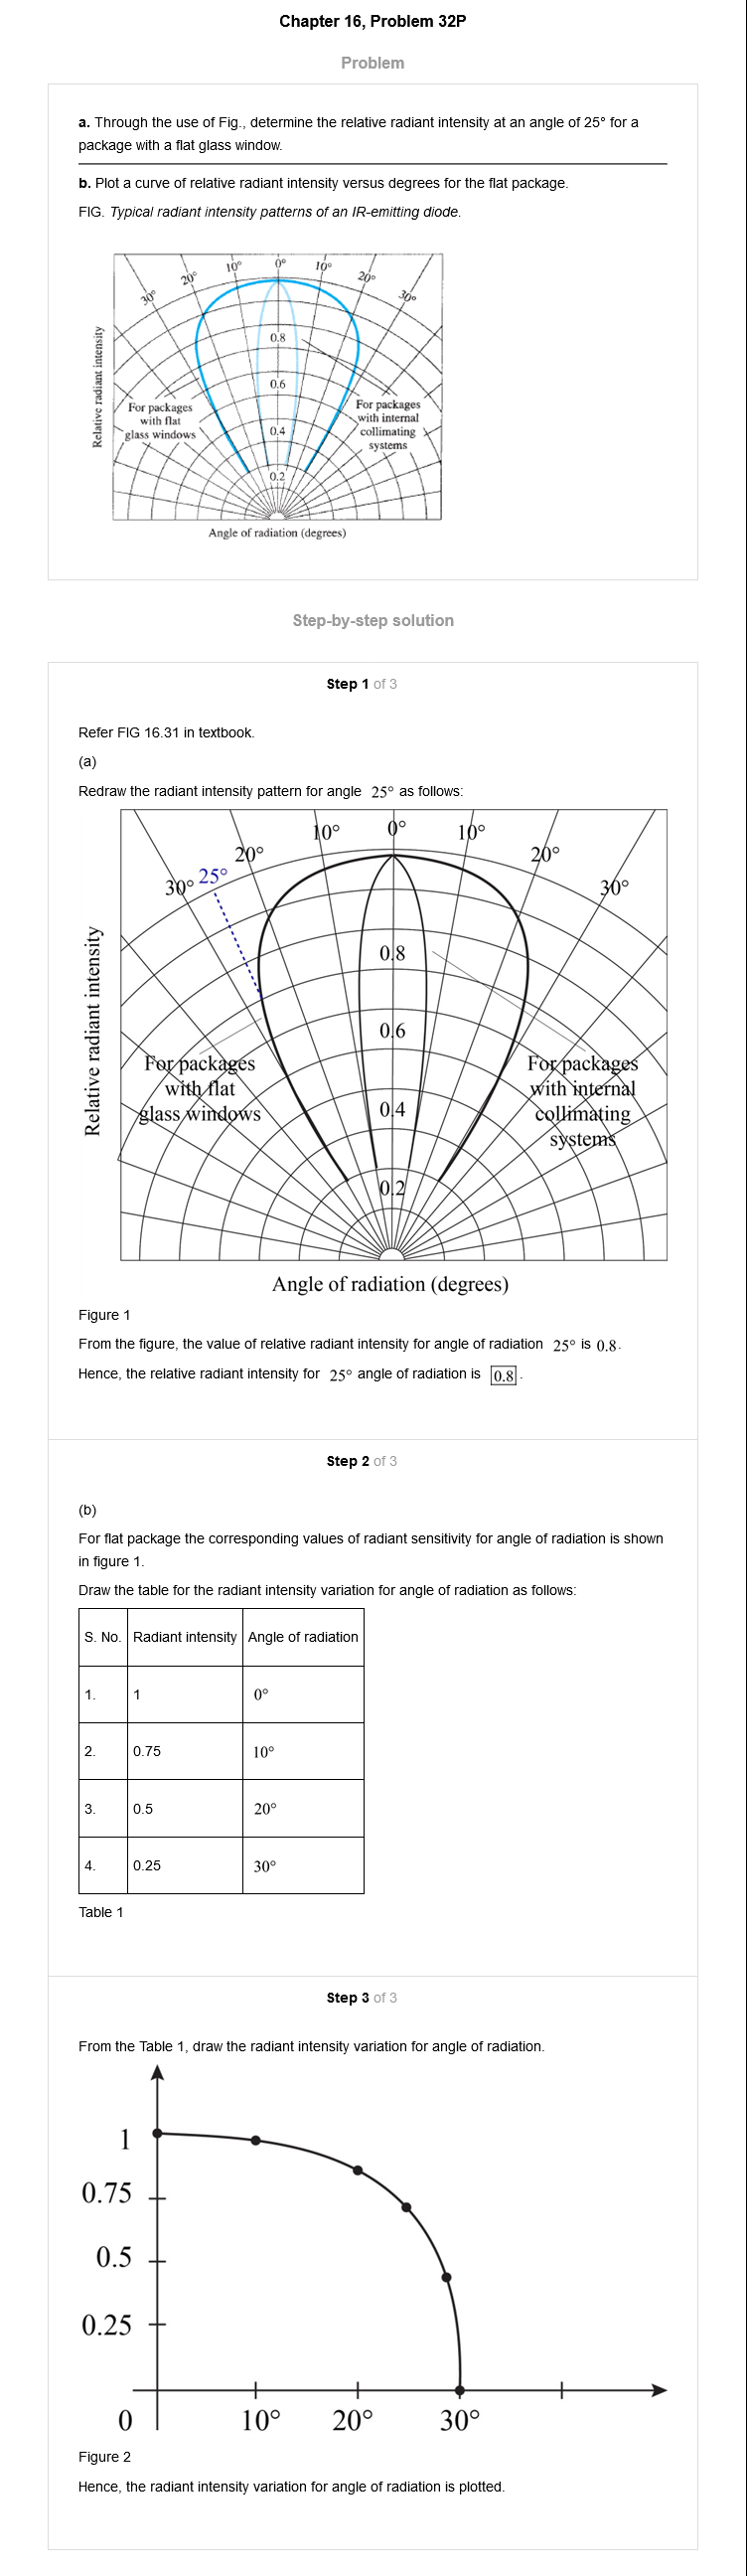 Chapter 16, Problem 32P
Problem
a. Through the use of Fig., determine the relative radiant intensity at an angle of 25° for a
package with a flat glass window.
b. Plot a curve of relative radiant intensity versus degrees for the flat package.
FIG. Typical radiant intensity patterns of an IR-emitting diode.
30°
20°
10°
0°
10°
20°
30°
Relative radiant intensity
0.8
0.6
0.4
0.2
For packages
with flat
glass windows
For packages
with internal
collimating
systems
Angle of radiation (degrees)
Step-by-step solution
Step 1 of 3
Refer FIG 16.31 in textbook.
(a)
Redraw the radiant intensity pattern for angle 25° as follows:
30°
25°
20°
10°
0°
10°
20°
30°
Relative radiant intensity
0.8
0.6
0.4
0.2
For packages
with flat
glass windows
For packages
with internal
collimating
systems
Angle of radiation (degrees)
Figure 1
From the figure, the value of relative radiant intensity for angle of radiation 25° is 0.8.
Hence, the relative radiant intensity for 25° angle of radiation is 0.8.
Step 2 of 3
(b)
For flat package the corresponding values of radiant sensitivity for angle of radiation is shown
in figure 1.
Draw the table for the radiant intensity variation for angle of radiation as follows:
S. No. Radiant intensity Angle of radiation
1. 1 0°
2. 0.75 10°
3. 0.5 20°
4. 0.25 30°
Table 1
Step 3 of 3
From the Table 1, draw the radiant intensity variation for angle of radiation.
1
0.75
0.5
0.25
0 10° 20° 30°
Figure 2
Hence, the radiant intensity variation for angle of radiation is plotted.